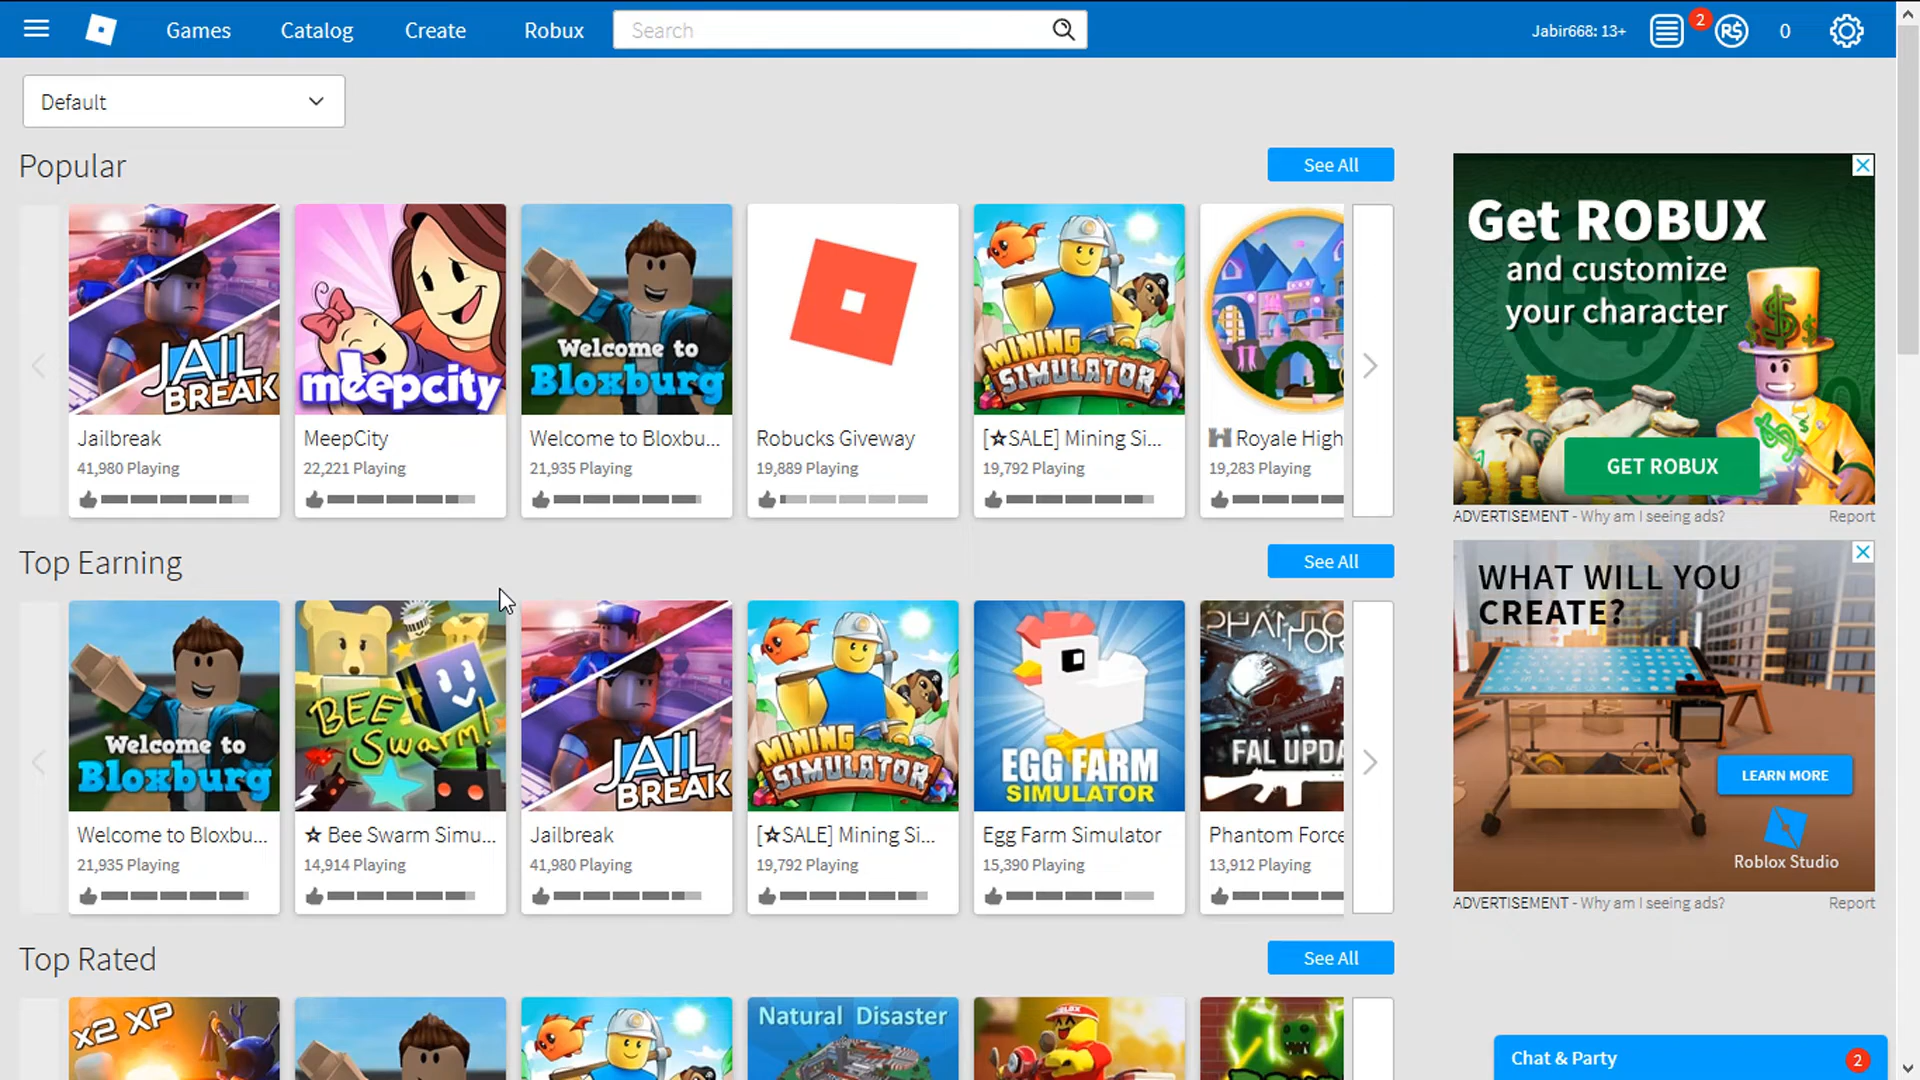 Games
Catalog
Create
Robux
Search
Jabir668: 13+
2
R$
0
Default
Popular
See All
JAIL
BREAK
meepcity
Welcome to
Bloxburg
MINING
SIMULATOR
Jailbreak
41,980 Playing
MeepCity
22,221 Playing
Welcome to Bloxbu...
21,935 Playing
Robucks Giveway
19,889 Playing
[☆SALE] Mining Si...
19,792 Playing
Royale High
19,283 Playing
Get ROBUX
and customize
your character
GET ROBUX
ADVERTISEMENT - Why am I seeing ads?
Report
Top Earning
See All
Welcome to
Bloxburg
BEE
Swarm!
JAIL
BREAK
MINING
SIMULATOR
EGG FARM
SIMULATOR
FAL UPDA
Welcome to Bloxbu...
21,935 Playing
☆ Bee Swarm Simu...
14,914 Playing
Jailbreak
41,980 Playing
[☆SALE] Mining Si...
19,792 Playing
Egg Farm Simulator
15,390 Playing
Phantom Force
13,912 Playing
WHAT WILL YOU
CREATE?
LEARN MORE
Roblox Studio
ADVERTISEMENT - Why am I seeing ads?
Report
Top Rated
See All
x2 XP
Natural Disaster
Chat & Party
2